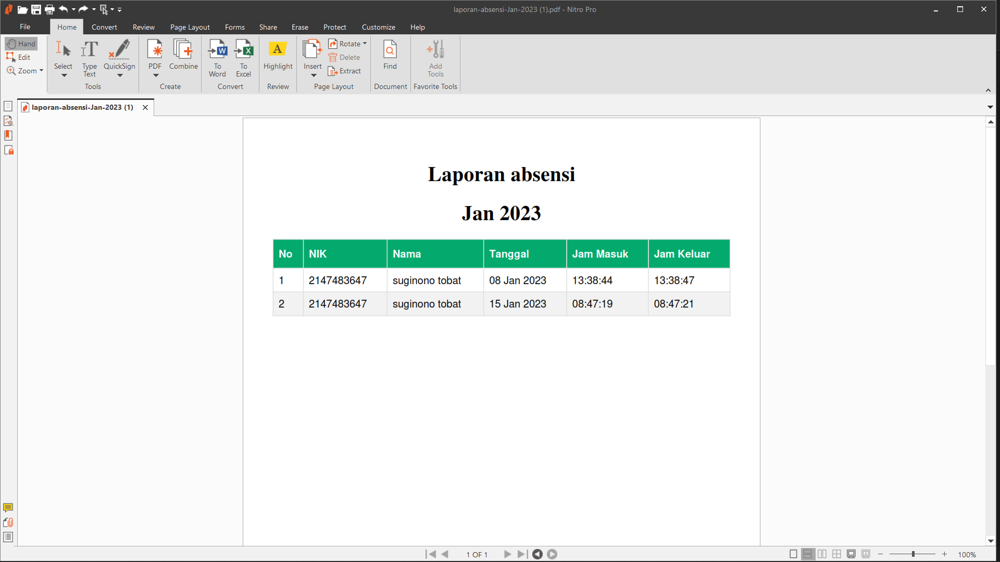 laporan-absensi-Jan-2023 (1).pdf - Nitro Pro
File Home Convert Review Page Layout Forms Share Erase Protect Customize Help
Hand
Edit
Zoom
Select
Type Text
QuickSign
Tools
PDF
Combine
Create
To Word
To Excel
Convert
Highlight
Review
Insert
Rotate
Delete
Extract
Page Layout
Find
Document
Add Tools
Favorite Tools
laporan-absensi-Jan-2023 (1)
Laporan absensi
Jan 2023
No NIK Nama Tanggal Jam Masuk Jam Keluar
1 2147483647 suginono tobat 08 Jan 2023 13:38:44 13:38:47
2 2147483647 suginono tobat 15 Jan 2023 08:47:19 08:47:21
1 OF 1
100%